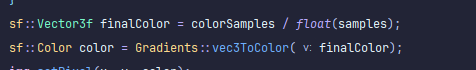 sf::Vector3f finalColor = colorSamples / float(samples);
sf::Color color = Gradients::vec3ToColor( v: finalColor);